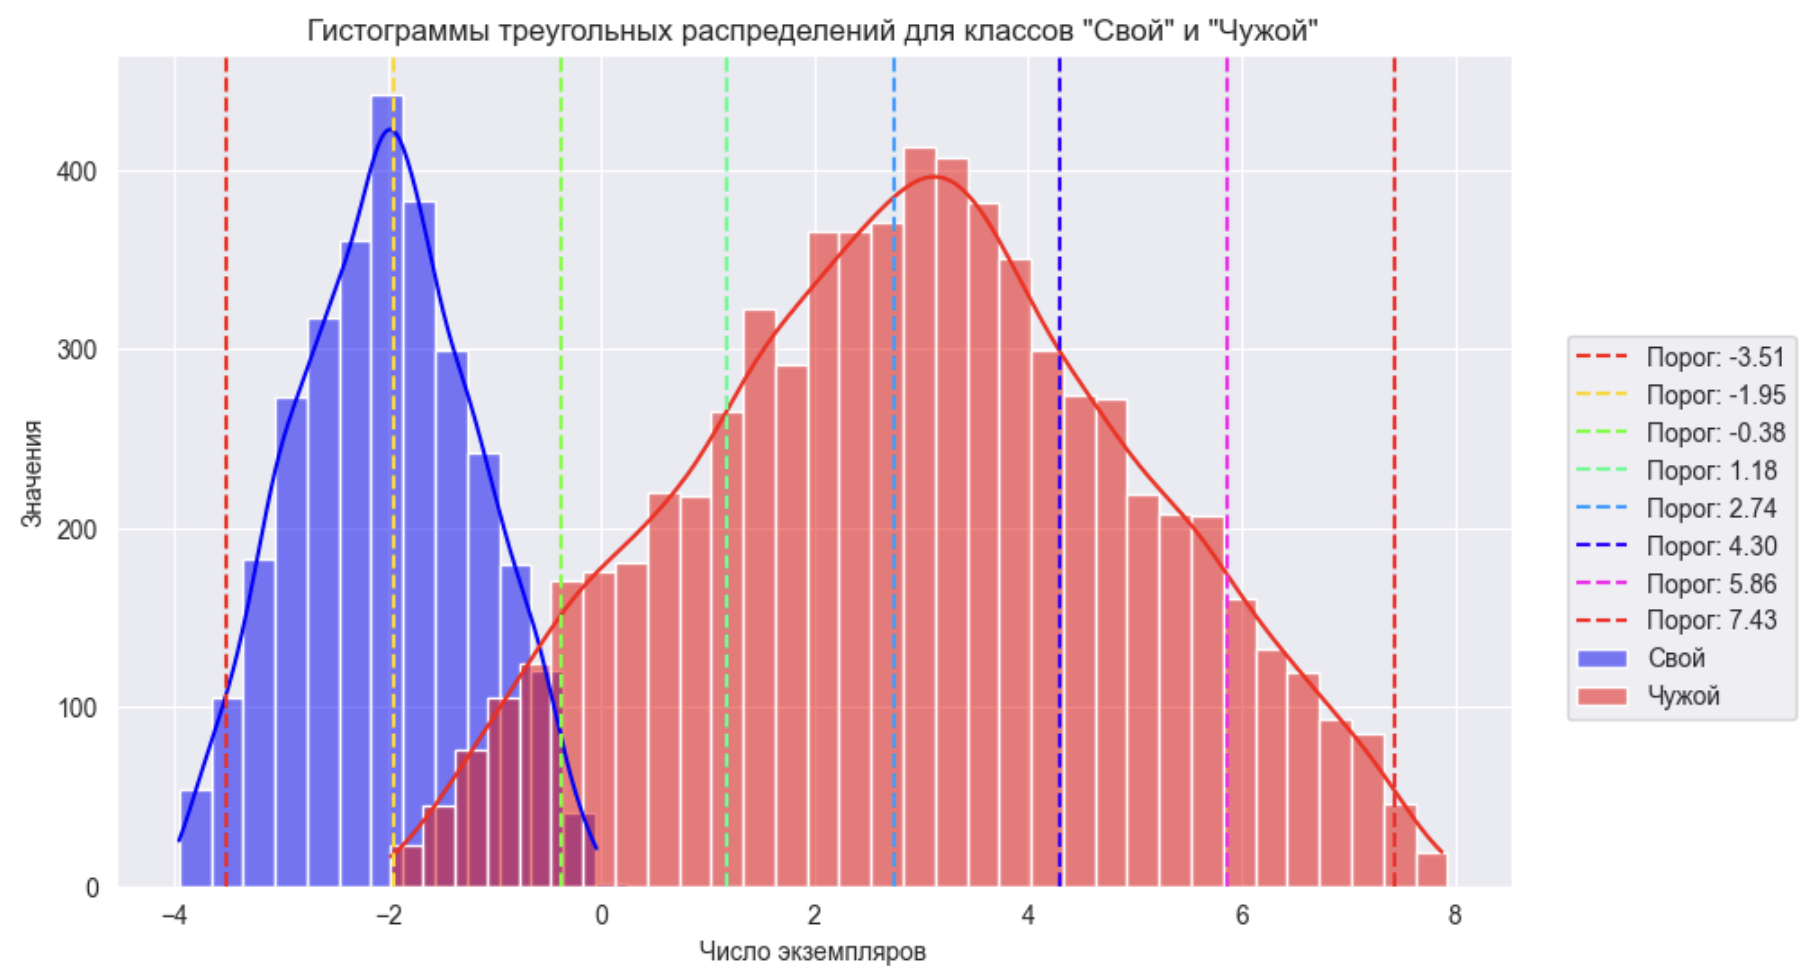 Гистограммы треугольных распределений для классов "Свой" и "Чужой"
Значения
400
300
200
100
0
−4
−2
0
2
4
6
8
Число экземпляров
Порог: -3.51
Порог: -1.95
Порог: -0.38
Порог: 1.18
Порог: 2.74
Порог: 4.30
Порог: 5.86
Порог: 7.43
Свой
Чужой